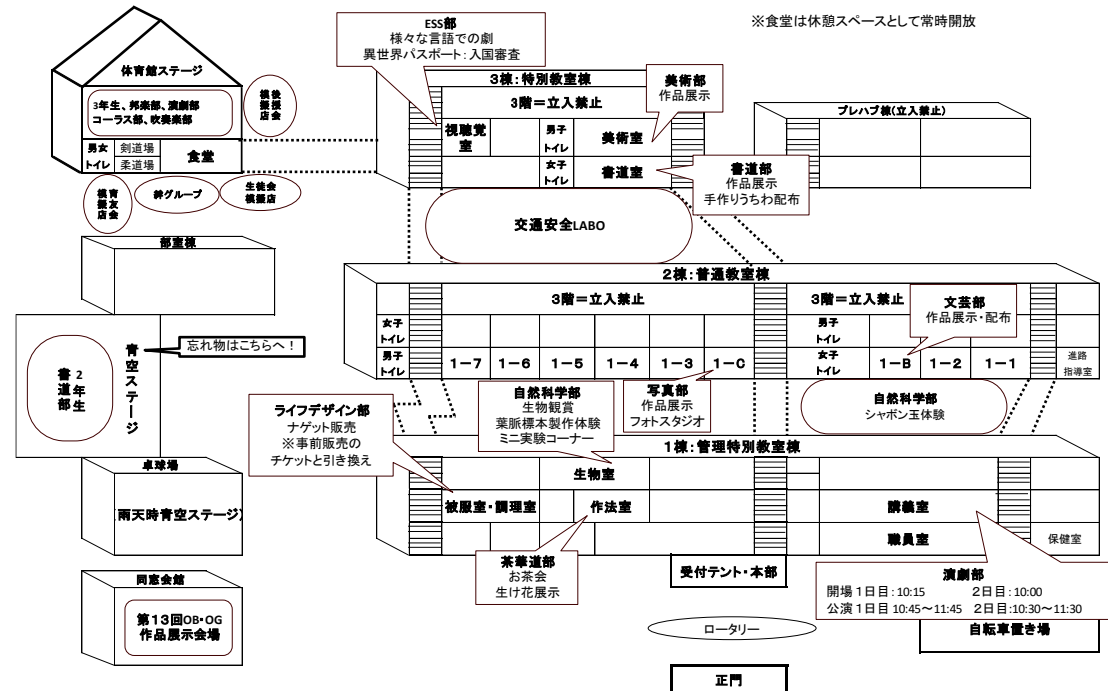 ※食堂は休憩スペースとして常時開放
ESS部
様々な言語での劇
異世界パスポート：入国審査
体育館ステージ
3年生、邦楽部、演劇部
コーラス部、吹奏楽部
男女
トイレ
剣道場
柔道場
食堂
後援会
模擬店
育友会
模擬店
絆グループ
生徒会
模擬店
3棟：特別教室棟
3階＝立入禁止
視聴覚
室
男子
トイレ
美術室
女子
トイレ
書道室
美術部
作品展示
書道部
作品展示
手作りうちわ配布
プレハブ棟(立入禁止)
交通安全LABO
部室棟
2棟：普通教室棟
3階＝立入禁止
3階＝立入禁止
文芸部
作品展示・配布
女子
トイレ
男子
トイレ
男子
トイレ
1－7
1－6
1－5
1－4
1－3
1－C
女子
トイレ
1－B
1－2
1－1
進路
指導室
2年生
書道部
青空ステージ
忘れ物はこちらへ！
ライフデザイン部
ナゲット販売
※事前販売の
チケットと引き換え
自然科学部
生物観賞
葉脈標本製作体験
ミニ実験コーナー
写真部
作品展示
フォトスタジオ
自然科学部
シャボン玉体験
1棟：管理特別教室棟
生物室
被服室・調理室
作法室
講義室
職員室
保健室
卓球場
(雨天時青空ステージ)
茶華道部
お茶会
生け花展示
受付テント・本部
演劇部
開場 1日目：10:15　2日目：10:00
公演 1日目 10:45～11:45　2日目：10:30～11:30
同窓会館
第13回OB・OG
作品展示会場
ロータリー
自転車置き場
正門